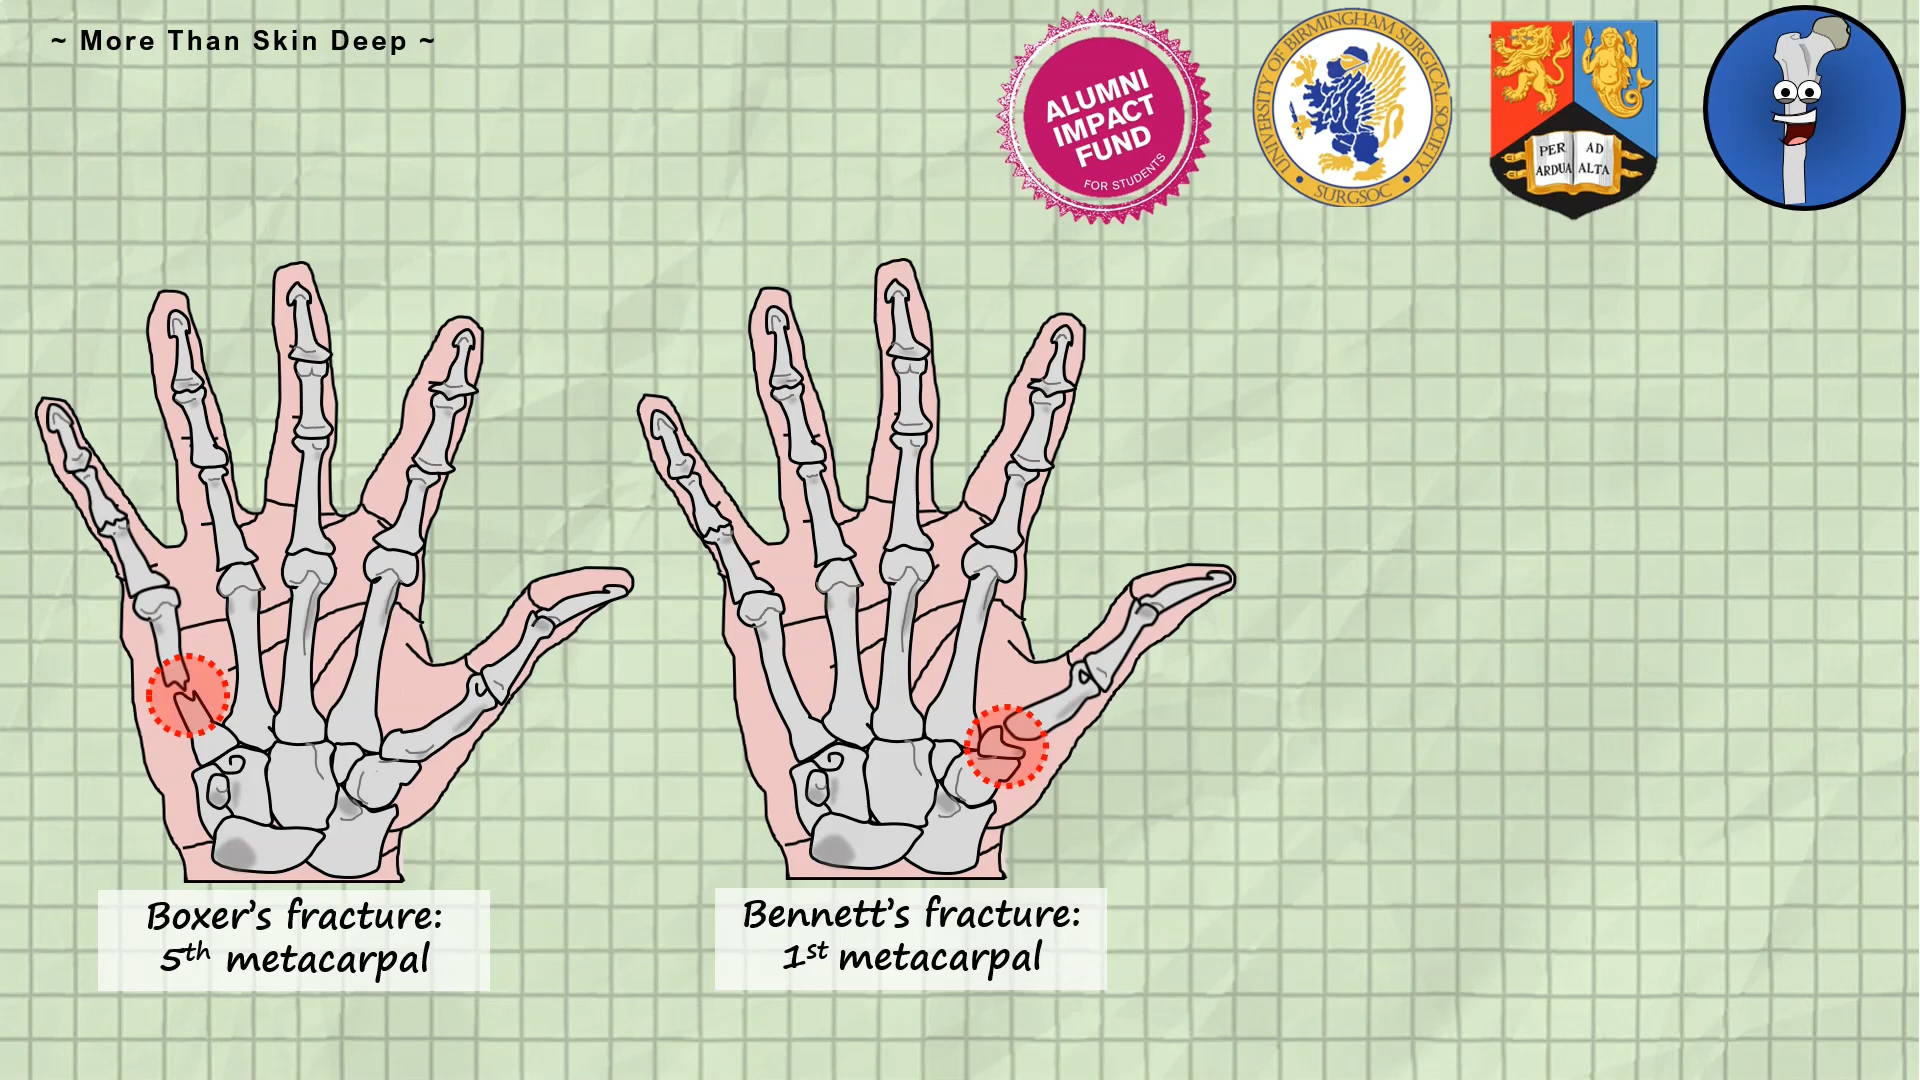 ~ More Than Skin Deep ~
ALUMNI
IMPACT
FUND
FOR STUDENTS
UNIVERSITY OF BIRMINGHAM SURGICAL SOCIETY
SURGSOC
PER AD
ARDUA ALTA
Boxer’s fracture:
5th metacarpal
Bennett’s fracture:
1st metacarpal